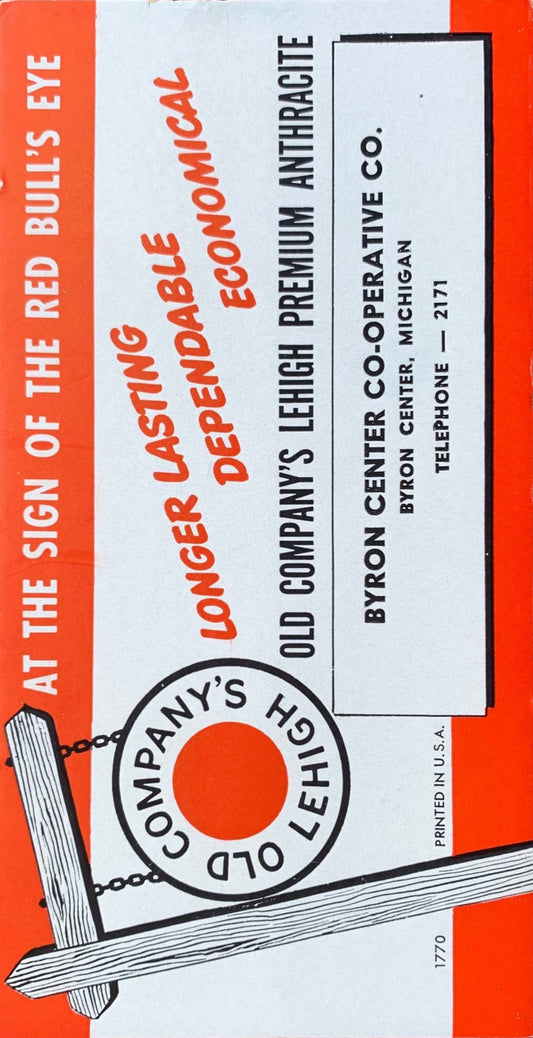 AT THE SIGN OF THE RED BULL'S EYE
LONGER LASTING
DEPENDABLE
ECONOMICAL
OLD COMPANY'S LEHIGH PREMIUM ANTHRACITE
OLD COMPANY'S LEHIGH
BYRON CENTER CO-OPERATIVE CO.
BYRON CENTER, MICHIGAN
TELEPHONE — 2171
1770 PRINTED IN U.S.A.